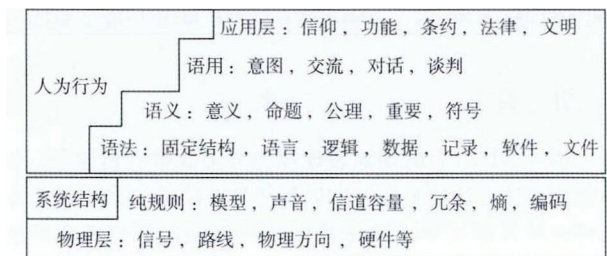 应用层：信仰，功能，条约，法律，文明
语用：意图，交流，对话，谈判
人为行为
语义：意义，命题，公理，重要，符号
语法：固定结构，语言，逻辑，数据，记录，软件，文件
系统结构 纯规则：模型，声音，信道容量，冗余，熵，编码
物理层：信号，路线，物理方向，硬件等